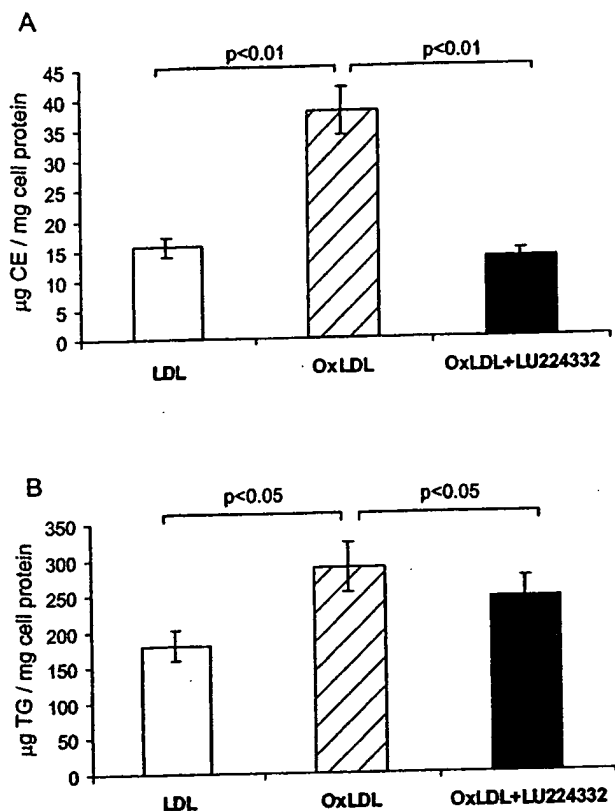 A
p<0.01 p<0.01
µg CE / mg cell protein
45
40
35
30
25
20
15
10
5
0
LDL OxLDL OxLDL+LU224332
B
p<0.05 p<0.05
µg TG / mg cell protein
350
300
250
200
150
100
50
0
LDL OxLDL OxLDL+LU224332